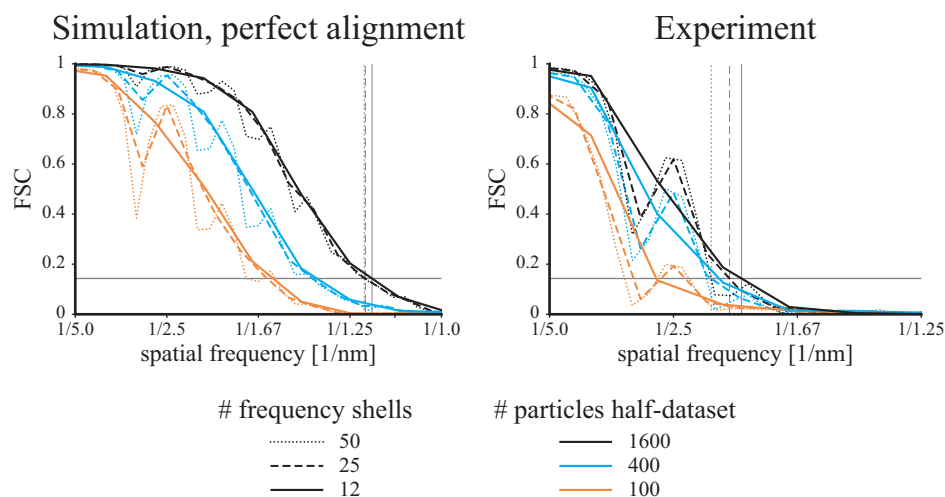 Simulation, perfect alignment
Experiment
1
0.8
0.6
0.4
0.2
0
FSC
1/5.0 1/2.5 1/1.67 1/1.25 1/1.0
spatial frequency [1/nm]
1
0.8
0.6
0.4
0.2
0
FSC
1/5.0 1/2.5 1/1.67 1/1.25
spatial frequency [1/nm]
# frequency shells
50
25
12
# particles half-dataset
1600
400
100